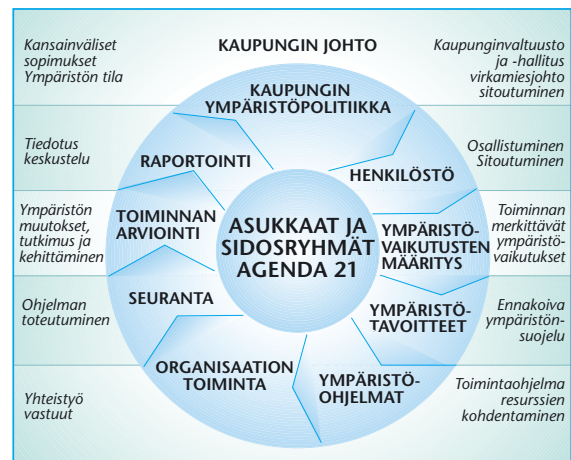 Kansainväliset
sopimukset
Ympäristön tila
KAUPUNGIN JOHTO
Kaupunginvaltuusto
ja -hallitus
virkamiesjohto
sitoutuminen
KAUPUNGIN
YMPÄRISTÖPOLITIIKKA
Tiedotus
keskustelu
RAPORTOINTI
HENKILÖSTÖ
Osallistuminen
Sitoutuminen
Ympäristön
muutokset,
tutkimus ja
kehittäminen
TOIMINNAN
ARVIOINTI
ASUKKAAT JA
SIDOSRYHMÄT
AGENDA 21
YMPÄRISTÖ-
VAIKUTUSTEN
MÄÄRITYS
Toiminnan
merkittävät
ympäristö-
vaikutukset
Ohjelman
toteutuminen
SEURANTA
YMPÄRISTÖ-
TAVOITTEET
Ennakoiva
ympäristön-
suojelu
Yhteistyö
vastuut
ORGANISAATION
TOIMINTA
YMPÄRISTÖ-
OHJELMAT
Toimintaohjelma
resurssien
kohdentaminen